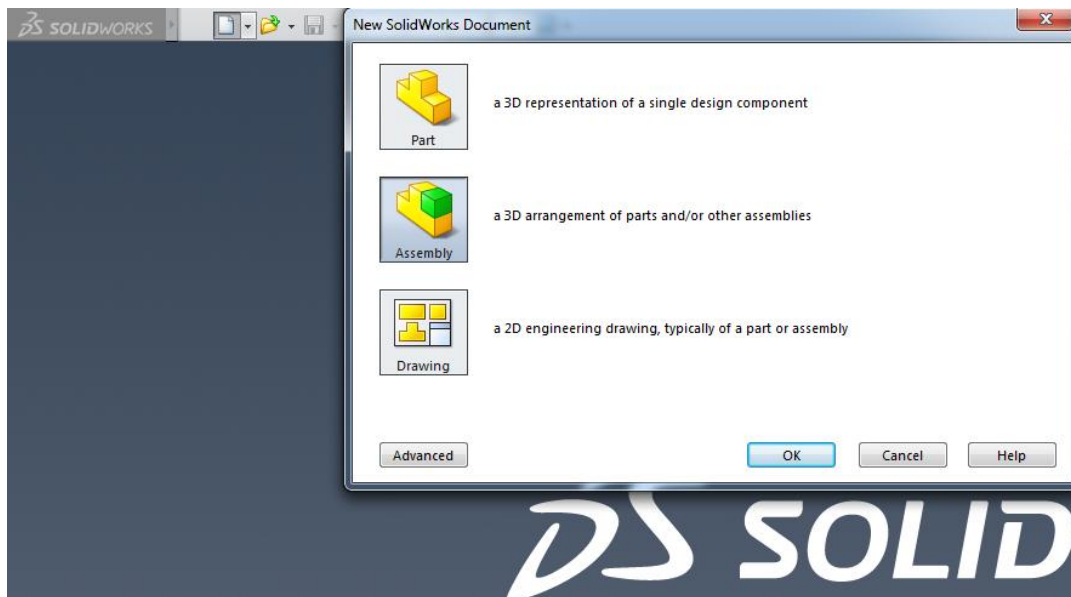 SOLIDWORKS
New SolidWorks Document
Part
a 3D representation of a single design component
Assembly
a 3D arrangement of parts and/or other assemblies
Drawing
a 2D engineering drawing, typically of a part or assembly
Advanced
OK
Cancel
Help
SOLID